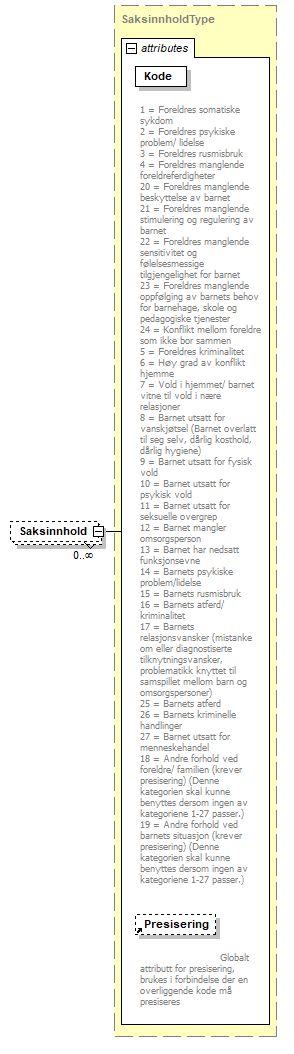 SaksinnholdType
attributes
Kode
1 = Foreldres somatiske
sykdom
2 = Foreldres psykiske
problem/ lidelse
3 = Foreldres rusmisbruk
4 = Foreldres manglende
foreldreferdigheter
20 = Foreldres manglende
beskyttelse av barnet
21 = Foreldres manglende
stimulering og regulering av
barnet
22 = Foreldres manglende
sensitivitet og
følelsesmessige
tilgjengelighet for barnet
23 = Foreldres manglende
oppfølging av barnets behov
for barnehage, skole og
pedagogiske tjenester
24 = Konflikt mellom foreldre
som ikke bor sammen
5 = Foreldres kriminalitet
6 = Høy grad av konflikt
hjemme
7 = Vold i hjemmet/ barnet
vitne til vold i nære
relasjoner
8 = Barnet utsatt for
vanskjøtsel (Barnet overlatt
til seg selv, dårlig kosthold,
dårlig hygiene)
9 = Barnet utsatt for fysisk
vold
10 = Barnet utsatt for
psykisk vold
11 = Barnet utsatt for
seksuelle overgrep
12 = Barnet mangler
omsorgsperson
13 = Barnet har nedsatt
funksjonsevne
14 = Barnets psykiske
problem/lidelse
15 = Barnets rusmisbruk
16 = Barnets atferd/
kriminalitet
17 = Barnets
relasjonsvansker (mistanke
om eller diagnostiserte
tilknytningsvansker,
problematikk knyttet til
samspillet mellom barn og
omsorgspersoner)
25 = Barnets atferd
26 = Barnets kriminelle
handlinger
27 = Barnet utsatt for
menneskehandel
18 = Andre forhold ved
foreldre/ familien (krever
presisering) (Denne
kategorien skal kunne
benyttes dersom ingen av
kategoriene 1-27 passer.)
19 = Andre forhold ved
barnets situasjon (krever
presisering) (Denne
kategorien skal kunne
benyttes dersom ingen av
kategoriene 1-27 passer.)
Saksinnhold
0..∞
Presisering
Globalt
attributt for presisering,
brukes i forbindelse der en
overliggende kode må
presiseres